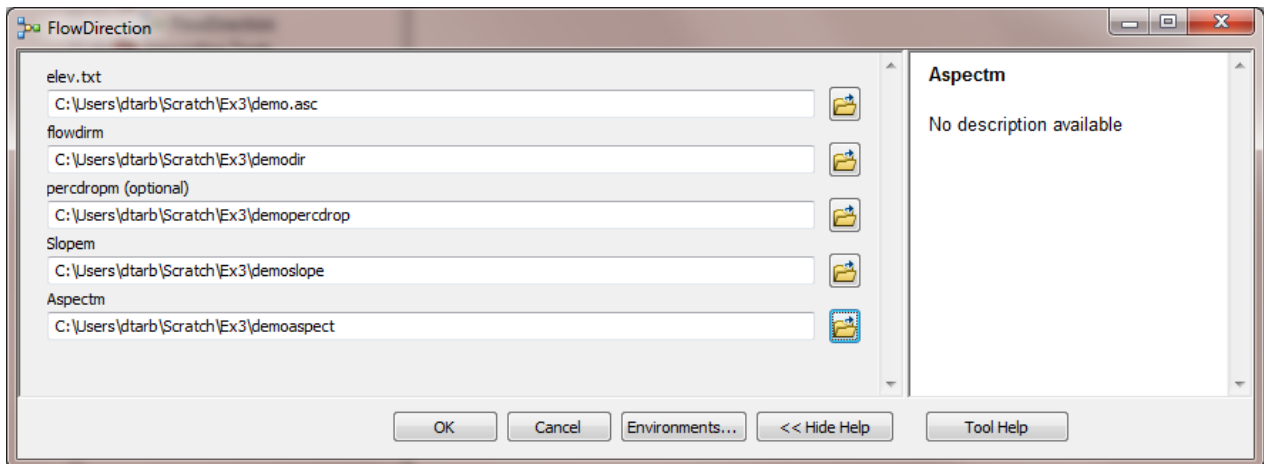 FlowDirection
elev.txt
C:\Users\dtarb\Scratch\Ex3\demo.asc
flowdirm
C:\Users\dtarb\Scratch\Ex3\demodir
percdropm (optional)
C:\Users\dtarb\Scratch\Ex3\demopercdrop
Slopem
C:\Users\dtarb\Scratch\Ex3\demoslope
Aspectm
C:\Users\dtarb\Scratch\Ex3\demoaspect
Aspectm
No description available
OK Cancel Environments... << Hide Help Tool Help